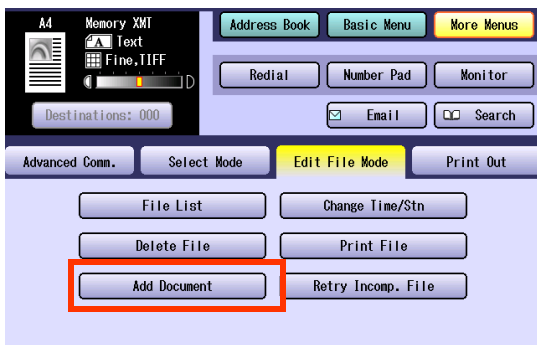 A4 Memory XMT
A Text
Fine,TIFF
D
Destinations: 000
Address Book Basic Menu More Menus
Redial Number Pad Monitor
Email Search
Advanced Comm. Select Mode Edit File Mode Print Out
File List Change Time/Stn
Delete File Print File
Add Document Retry Incomp. File